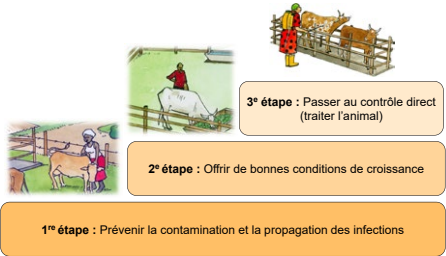 3e étape : Passer au contrôle direct
(traiter l'animal)
2e étape : Offrir de bonnes conditions de croissance
1re étape : Prévenir la contamination et la propagation des infections